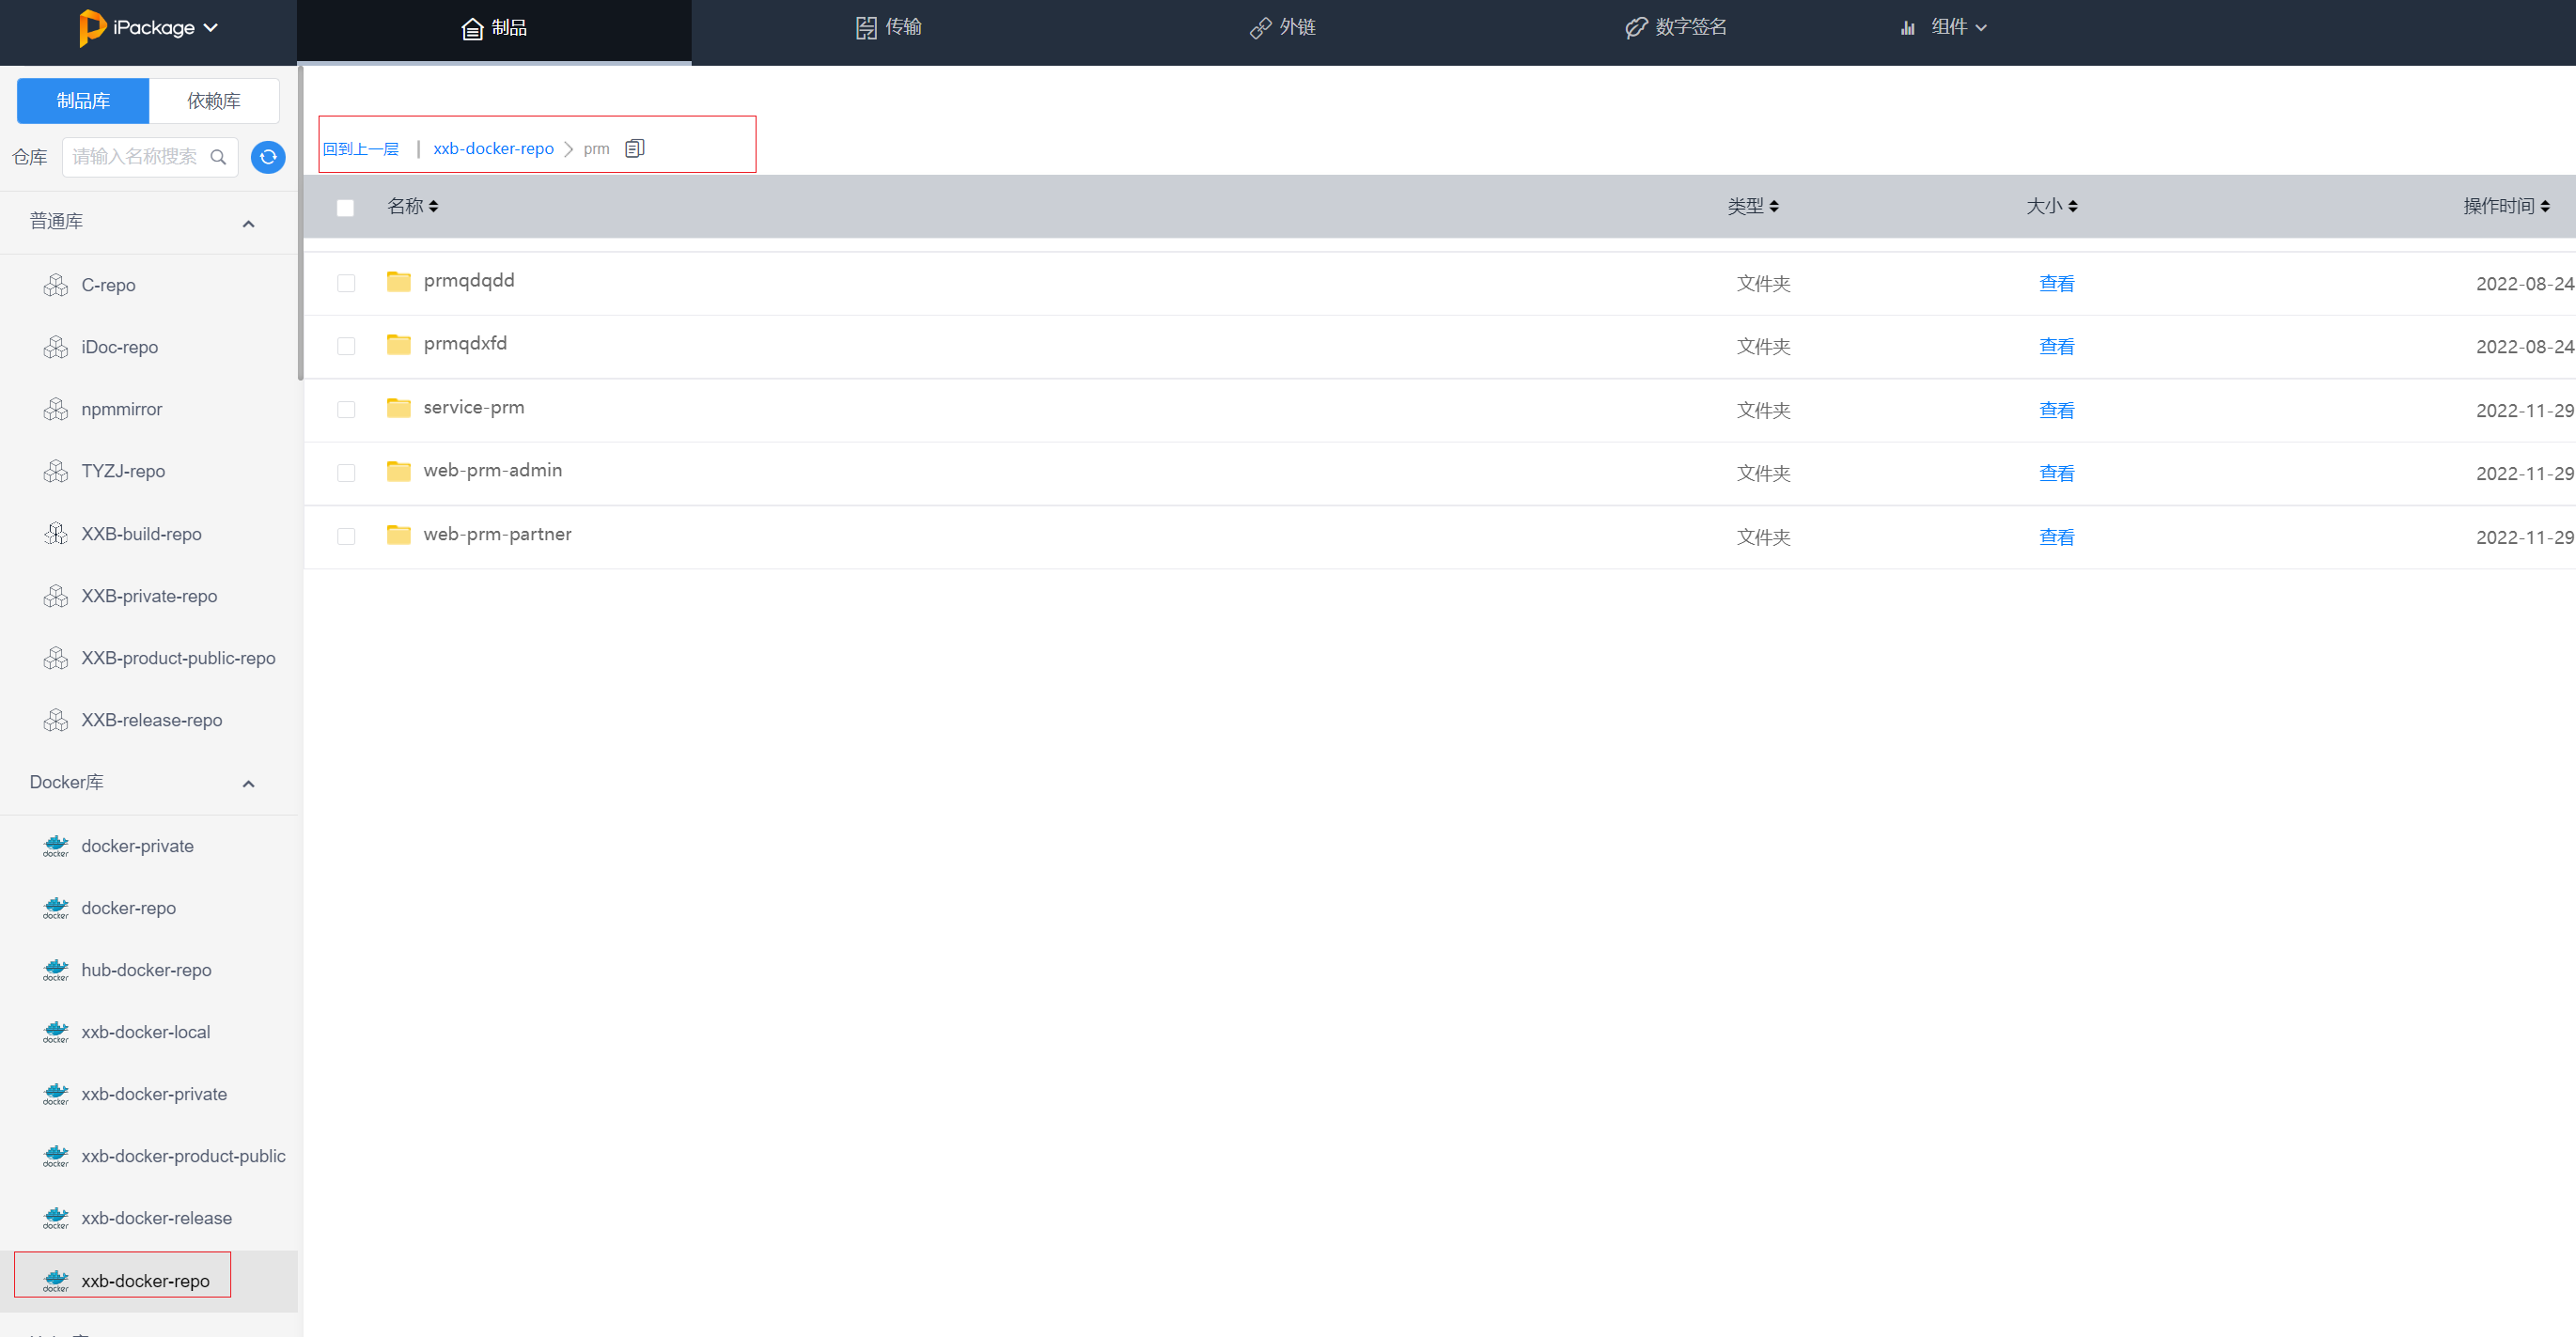 iPackage
制品
传输
外链
数字签名
组件
制品库
依赖库
仓库
请输入名称搜索
普通库
C-repo
iDoc-repo
npmmirror
TYZJ-repo
XXB-build-repo
XXB-private-repo
XXB-product-public-repo
XXB-release-repo
Docker库
docker-private
docker-repo
hub-docker-repo
xxb-docker-local
xxb-docker-private
xxb-docker-product-public
xxb-docker-release
xxb-docker-repo
回到上一层 | xxb-docker-repo > prm
名称 类型 大小 操作时间
prmqdqdd 文件夹 查看 2022-08-24
prmqdxfd 文件夹 查看 2022-08-24
service-prm 文件夹 查看 2022-11-29
web-prm-admin 文件夹 查看 2022-11-29
web-prm-partner 文件夹 查看 2022-11-29